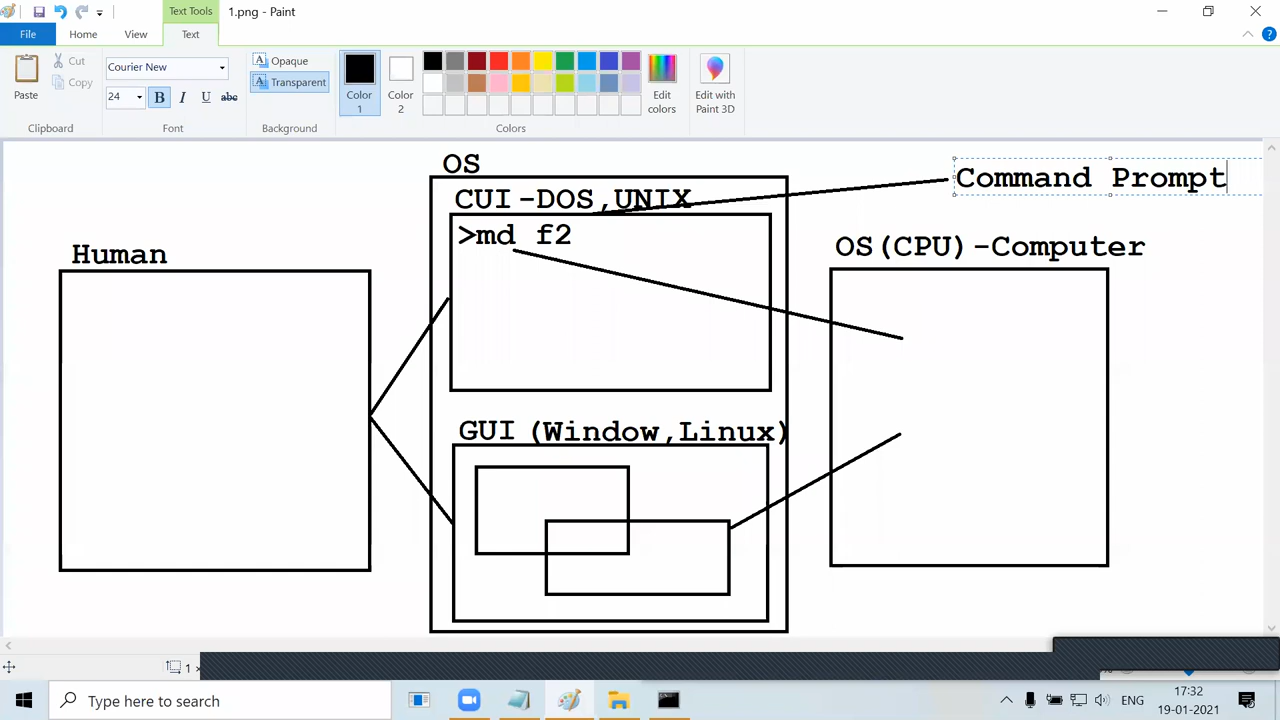 Text Tools
1.png - Paint
File
Home
View
Text
?
Paste
Cut
Copy
Clipboard
Courier New
24
B I U abc
Font
A Opaque
A Transparent
Background
Color 1
Color 2
Edit colors
Colors
Edit with Paint 3D
OS
CUI-DOS,UNIX
>md f2
Command Prompt
Human
OS(CPU)-Computer
GUI (Window,Linux)
1
Type here to search
ENG
17:32
19-01-2021